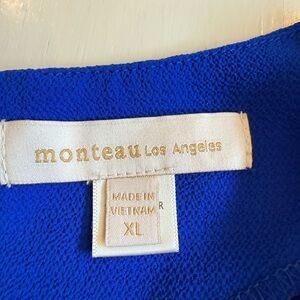 monteau Los Angeles
MADE IN
VIETNAM
XL
R